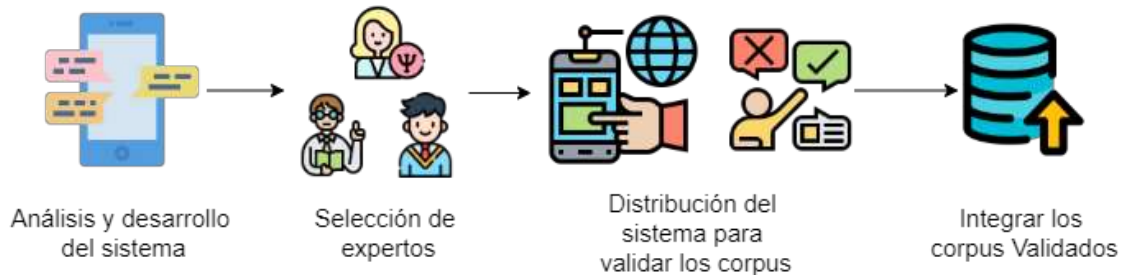 Análisis y desarrollo
del sistema
Selección de
expertos
Distribución del
sistema para
validar los corpus
Integrar los
corpus Validados